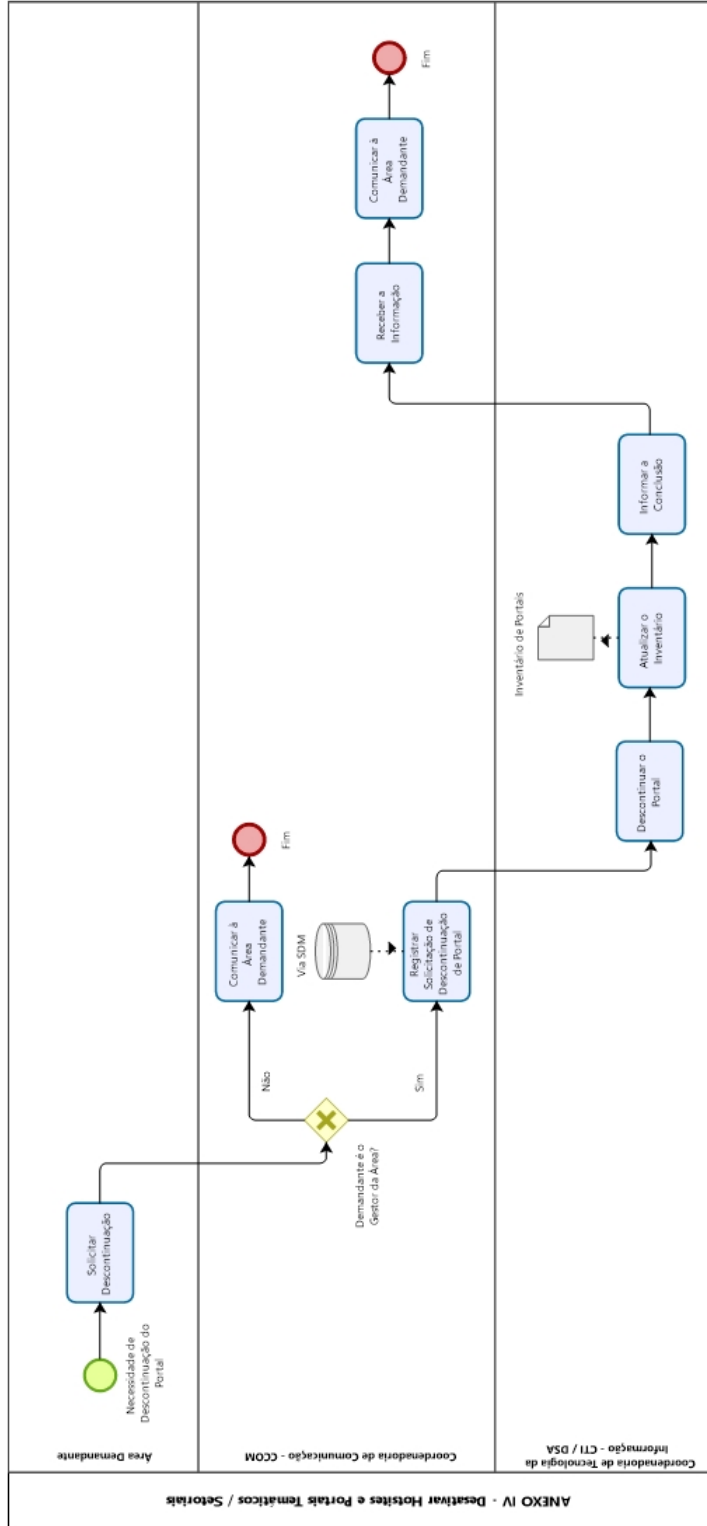 ANEXO IV - Desativar Hotsites e Portais Temáticos / Setoriais
Área Demandante
Necessidade de
Descontinuação do
Portal
Solicitar
Descontinuação
Coordenadoria de Comunicação - CCOM
Demandante é o
Gestor da Área?
Não
Comunicar à
Área
Demandante
Fim
Sim
Via SDM
Registrar
Solicitação de
Descontinuação
de Portal
Coordenadoria de Tecnologia da
Informação - CTI / DSA
Descontinuar o
Portal
Atualizar o
Inventário
Inventário de Portais
Informar a
Conclusão
Receber a
Informação
Comunicar à
Área
Demandante
Fim